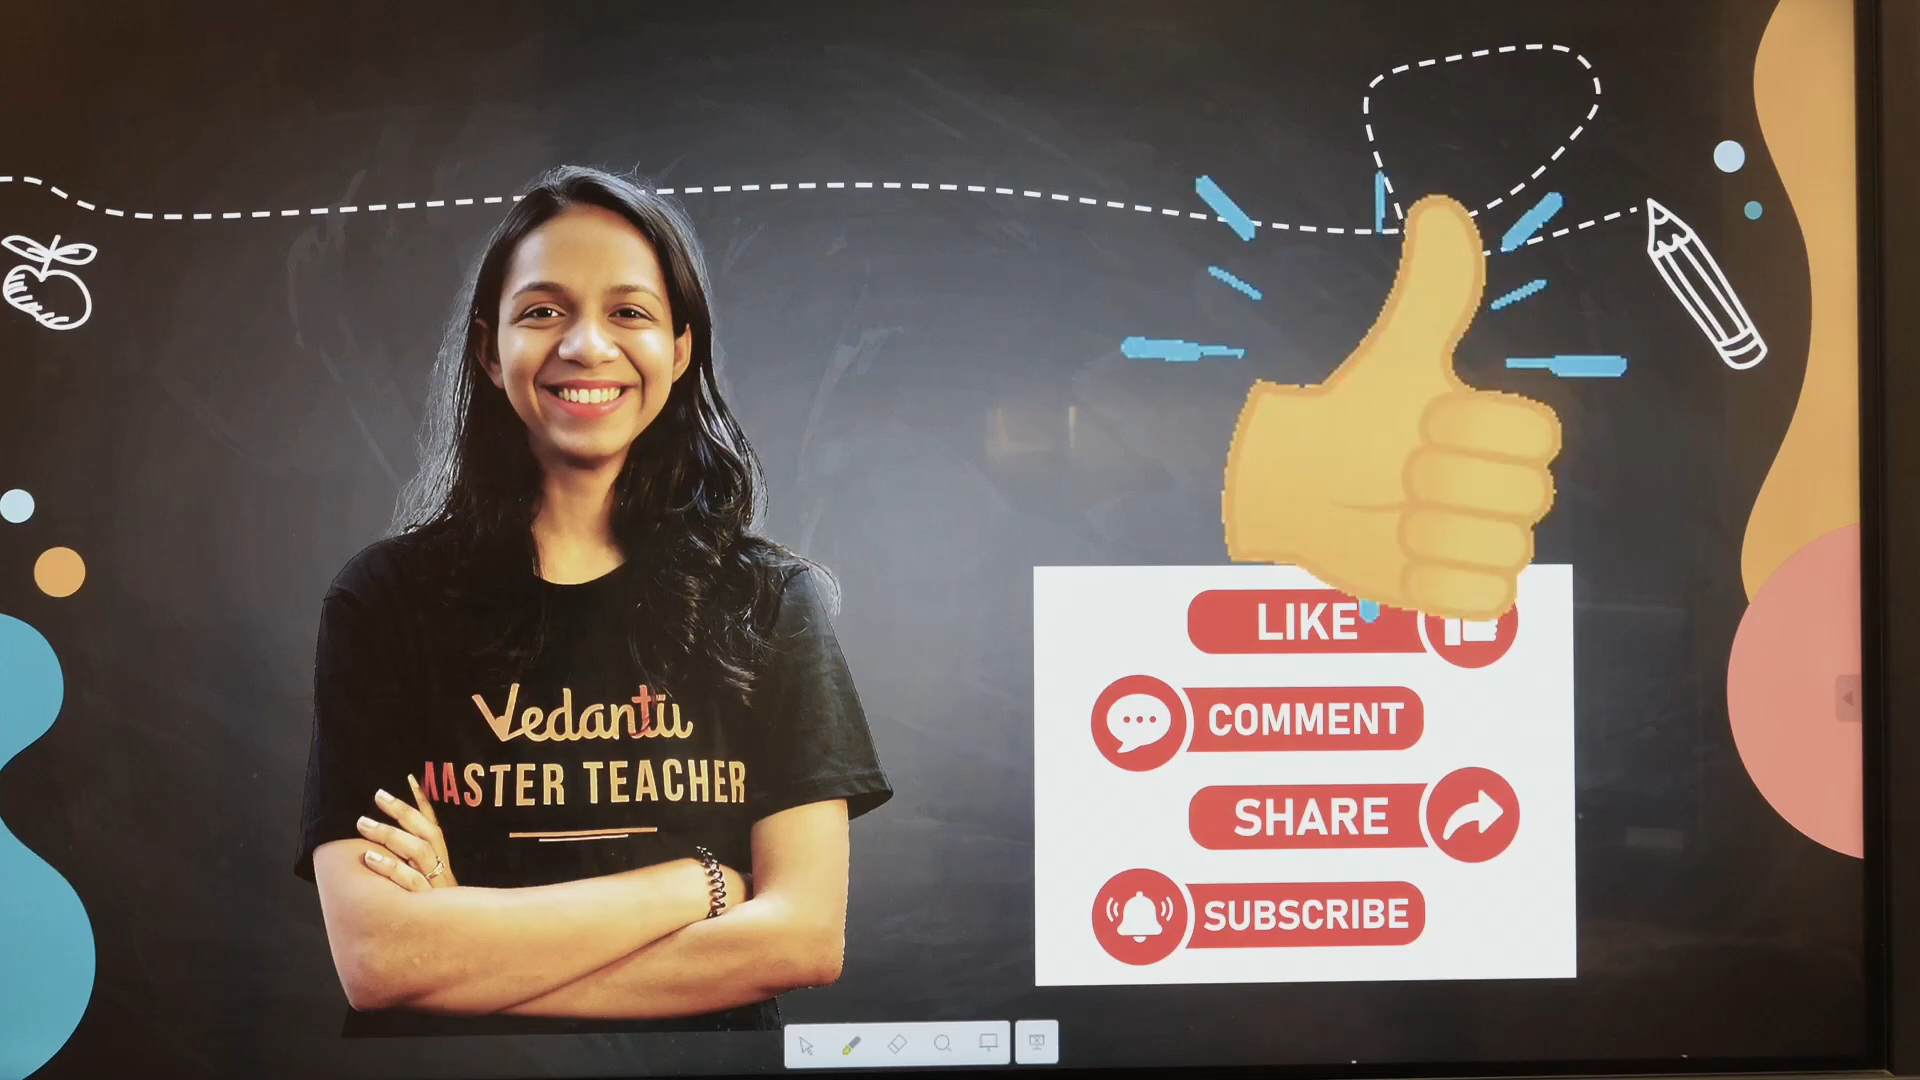 Vedantu
MASTER TEACHER
LIKE
COMMENT
SHARE
SUBSCRIBE